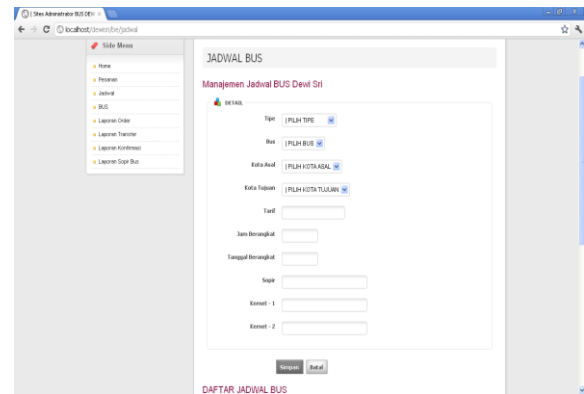 Sites Administrator BUS DEW
localhost/dewisri/be/jadwal
Side Menu
Home
Pesanan
Jadwal
BUS
Laporan Order
Laporan Transfer
Laporan Konfirmasi
Laporan Sopir Bus
JADWAL BUS
Manajemen Jadwal BUS Dewi Sri
DETAIL
Tipe | PILIH TIPE
Bus | PILIH BUS
Kota Asal | PILIH KOTA ASAL
Kota Tujuan | PILIH KOTA TUJUAN
Tarif
Jam Berangkat
Tanggal Berangkat
Sopir
Kernet - 1
Kernet - 2
Simpan Batal
DAFTAR JADWAL BUS